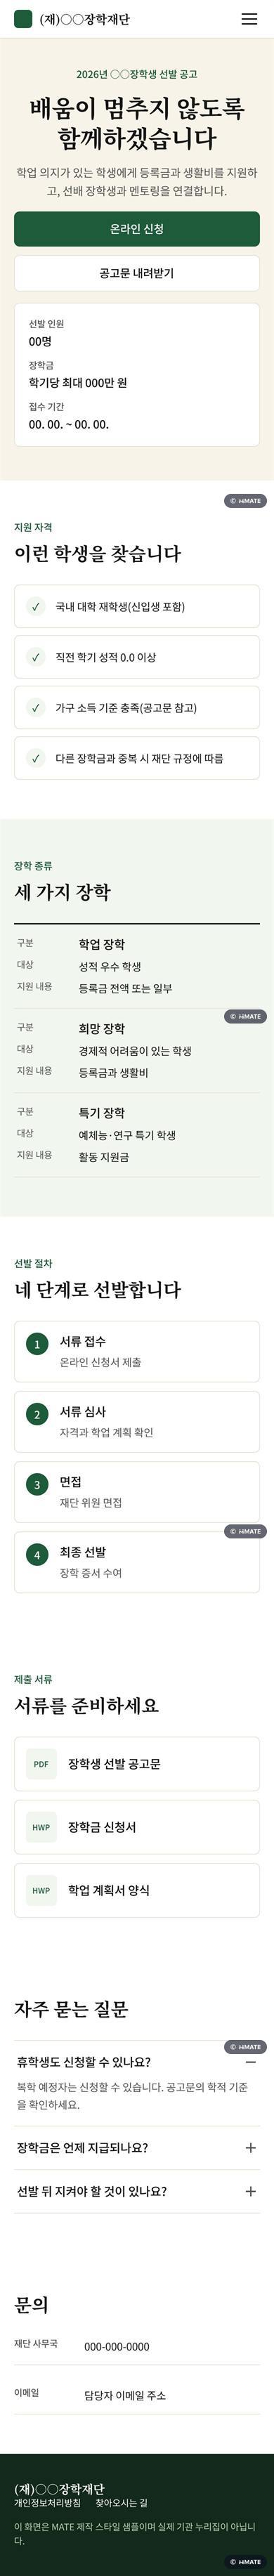 (재)〇〇장학재단
2026년 〇〇장학생 선발 공고
배움이 멈추지 않도록
함께하겠습니다
학업 의지가 있는 학생에게 등록금과 생활비를 지원하
고, 선배 장학생과 멘토링을 연결합니다.
온라인 신청
공고문 내려받기
선발 인원
00명
장학금
학기당 최대 000만 원
접수 기간
00. 00. ~ 00. 00.
© MATE
지원 자격
이런 학생을 찾습니다
✓ 국내 대학 재학생(신입생 포함)
✓ 직전 학기 성적 0.0 이상
✓ 가구 소득 기준 충족(공고문 참고)
✓ 다른 장학금과 중복 시 재단 규정에 따름
장학 종류
세 가지 장학
구분 학업 장학
대상 성적 우수 학생
지원 내용 등록금 전액 또는 일부
© MATE
구분 희망 장학
대상 경제적 어려움이 있는 학생
지원 내용 등록금과 생활비
구분 특기 장학
대상 예체능·연구 특기 학생
지원 내용 활동 지원금
선발 절차
네 단계로 선발합니다
1 서류 접수
온라인 신청서 제출
2 서류 심사
자격과 학업 계획 확인
3 면접
재단 위원 면접
© MATE
4 최종 선발
장학 증서 수여
제출 서류
서류를 준비하세요
PDF 장학생 선발 공고문
HWP 장학금 신청서
HWP 학업 계획서 양식
자주 묻는 질문
© MATE
휴학생도 신청할 수 있나요?
복학 예정자는 신청할 수 있습니다. 공고문의 학적 기준
을 확인하세요.
장학금은 언제 지급되나요?
선발 뒤 지켜야 할 것이 있나요?
문의
재단 사무국 000-000-0000
이메일 담당자 이메일 주소
(재)〇〇장학재단
개인정보처리방침 찾아오시는 길
이 화면은 MATE 제작 스타일 샘플이며 실제 기관 누리집이 아닙니
다.
© MATE